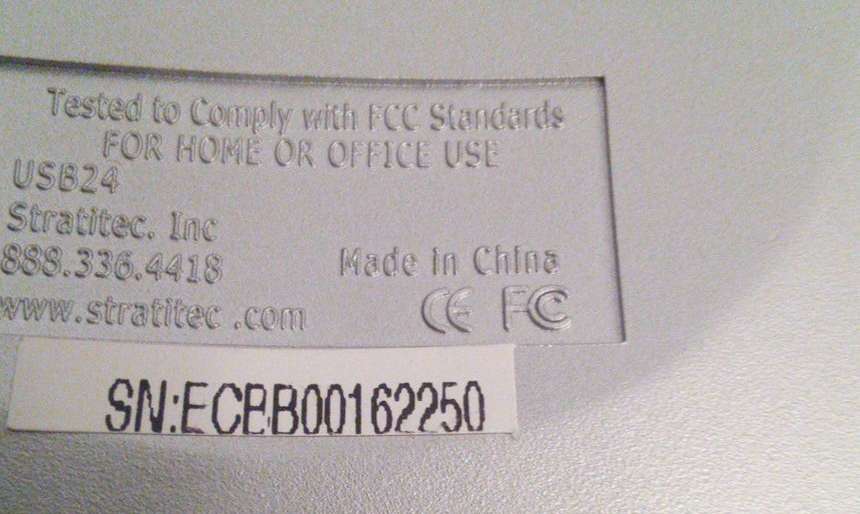 Tested to Comply with FCC Standards
FOR HOME OR OFFICE USE
USB24
Stratitec. Inc
888.336.4418
Made in China
www.stratitec .com
CE FC
SN:ECBB00162250